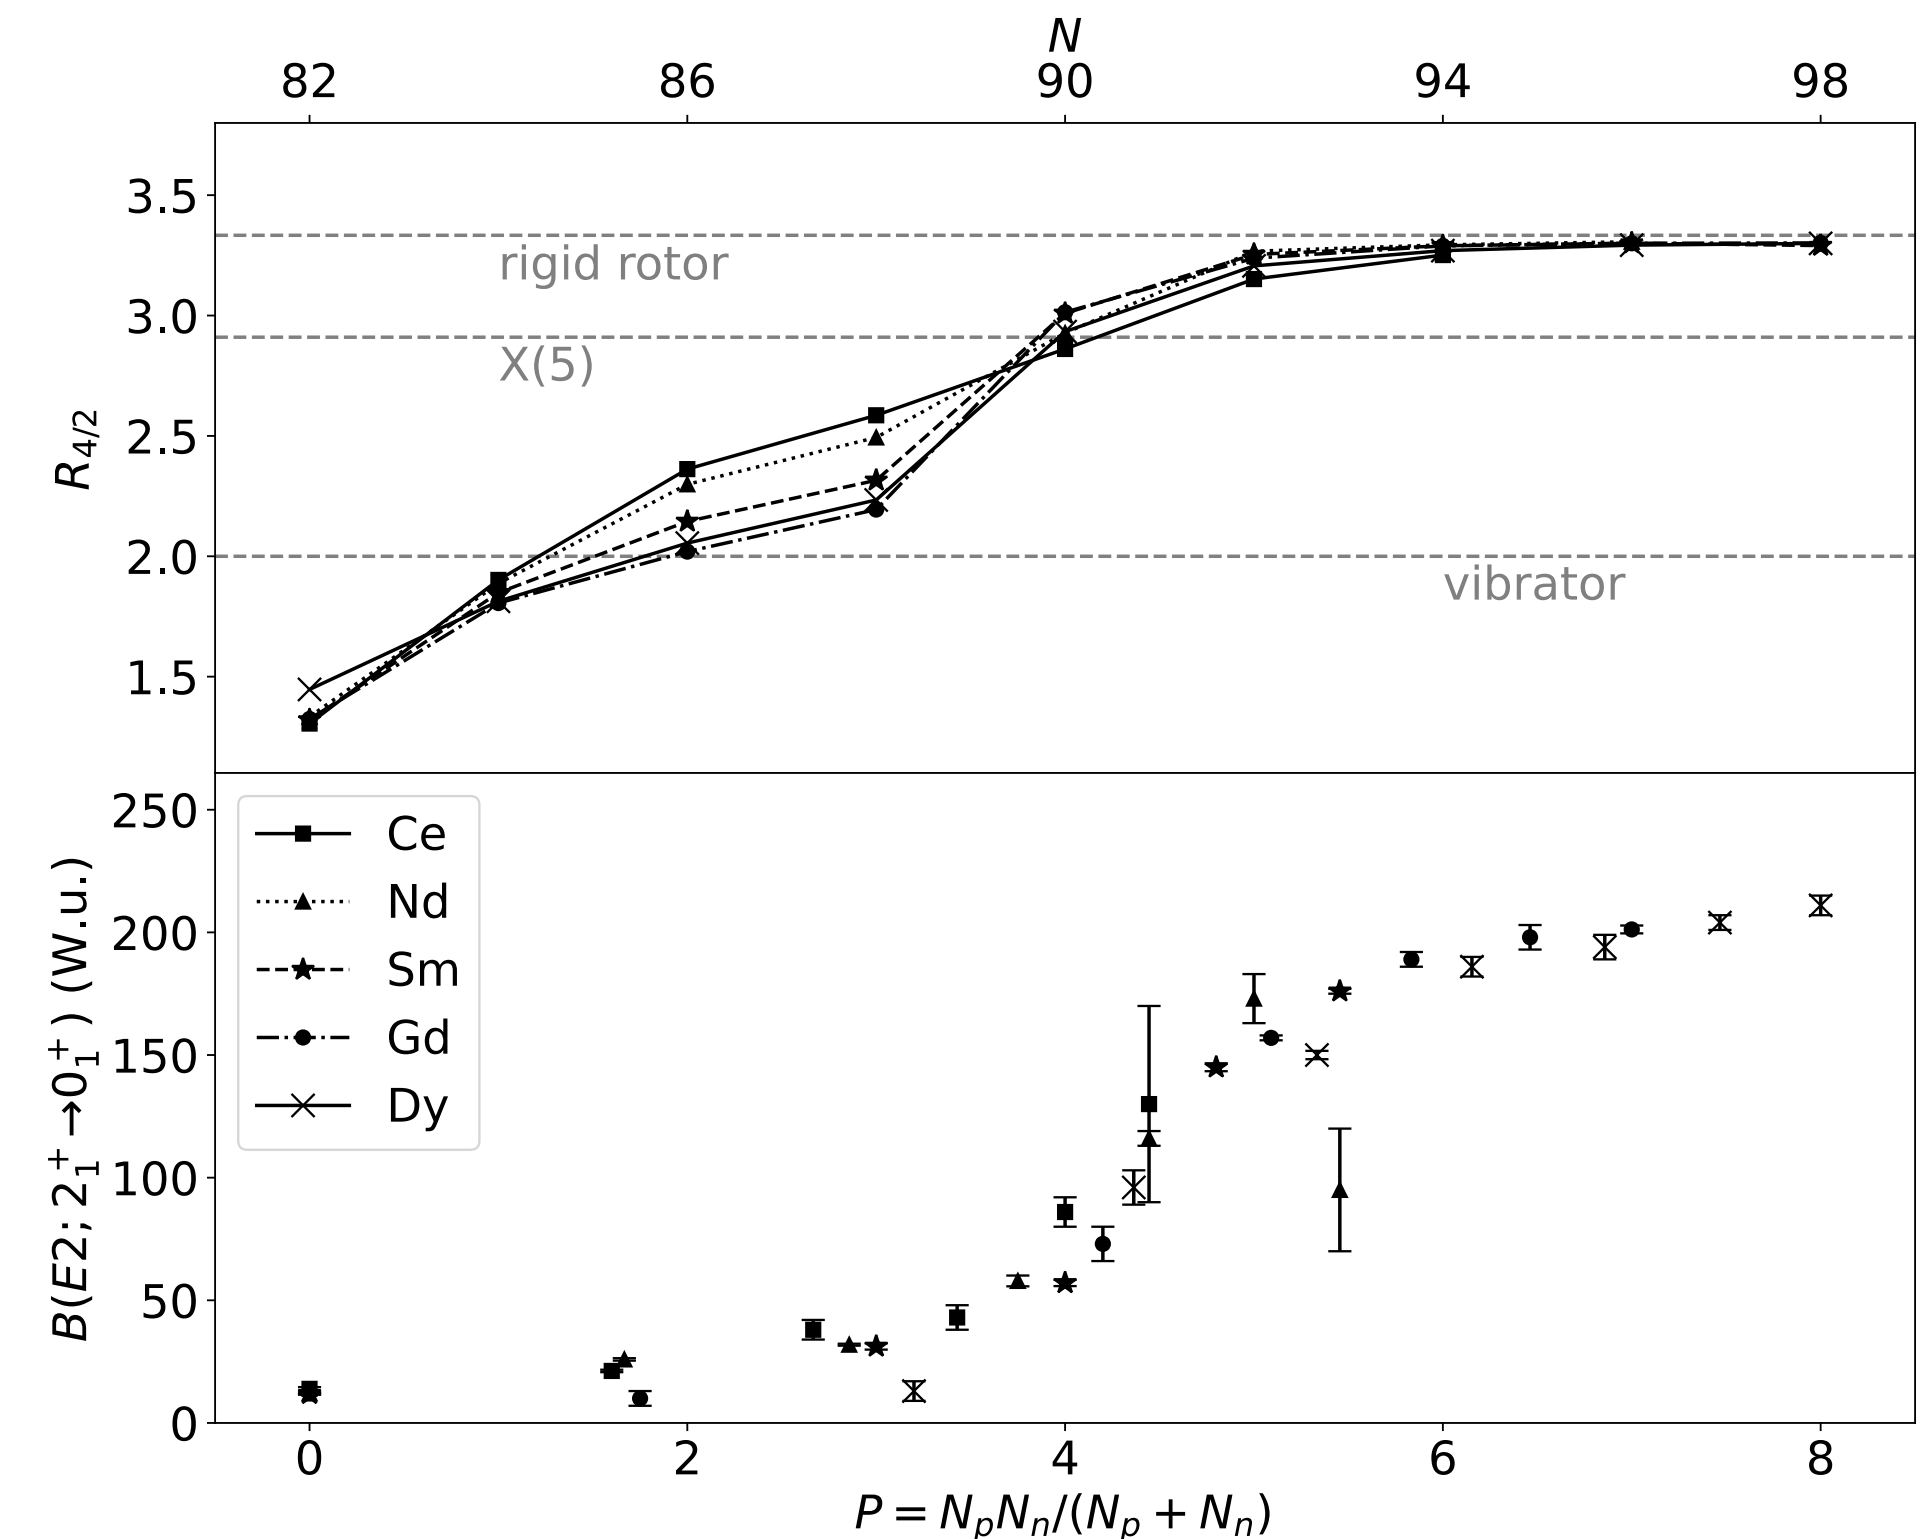 N
82 86 90 94 98
3.5
rigid rotor
3.0
X(5)
2.5
R4/2
2.0
vibrator
1.5
250
200
150
100
50
0
B(E2; 2₁⁺→0₁⁺) (W.u.)
Ce
Nd
Sm
Gd
Dy
0 2 4 6 8
P = NₚNₙ/(Nₚ + Nₙ)